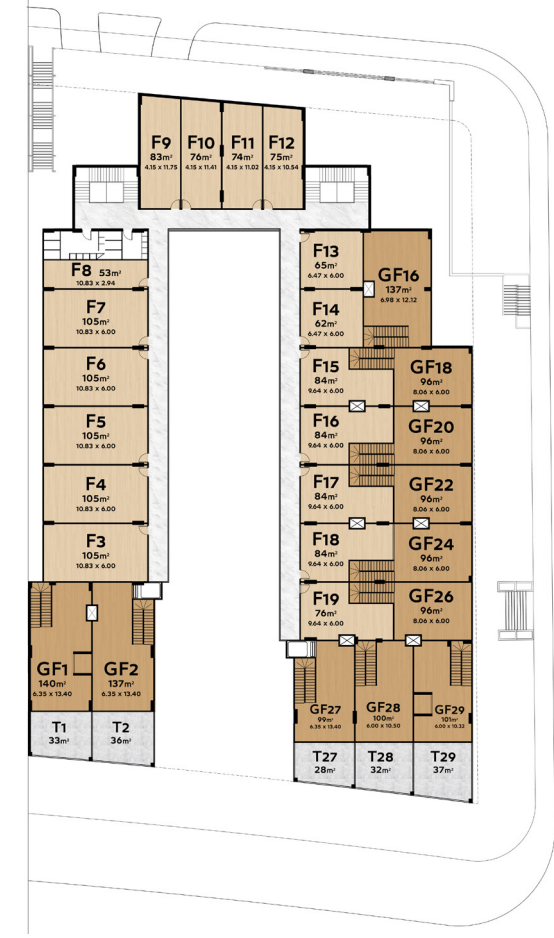 F9
83m²
4.15 x 11.75
F10
76m²
4.15 x 11.41
F11
74m²
4.15 x 11.02
F12
75m²
4.15 x 10.54
F8 53m²
10.83 x 2.94
F7
105m²
10.83 x 6.00
F6
105m²
10.83 x 6.00
F5
105m²
10.83 x 6.00
F4
105m²
10.83 x 6.00
F3
105m²
10.83 x 6.00
GF1
140m²
6.35 x 13.40
GF2
137m²
6.35 x 13.40
T1
33m²
T2
36m²
F13
65m²
6.47 x 6.00
F14
62m²
6.47 x 6.00
F15
84m²
9.64 x 6.00
F16
84m²
9.64 x 6.00
F17
84m²
9.64 x 6.00
F18
84m²
9.64 x 6.00
F19
76m²
9.64 x 6.00
GF16
137m²
6.98 x 12.12
GF18
96m²
8.06 x 6.00
GF20
96m²
8.06 x 6.00
GF22
96m²
8.06 x 6.00
GF24
96m²
8.06 x 6.00
GF26
96m²
8.06 x 6.00
GF27
99m²
6.35 x 13.40
GF28
100m²
6.00 x 10.50
GF29
101m²
6.00 x 10.32
T27
28m²
T28
32m²
T29
37m²